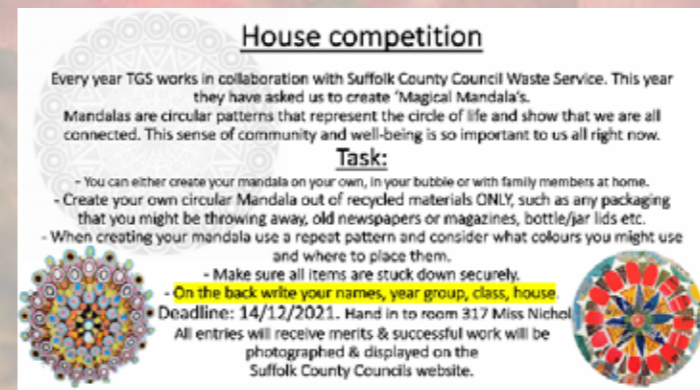 House competition
Every year TGS works in collaboration with Suffolk County Council Waste Service. This year
they have asked us to create 'Magical Mandala's.
Mandalas are circular patterns that represent the circle of life and show that we are all
connected. This sense of community and well-being is so important to us all right now.
Task:
- You can either create your mandala on your own, in your bubble or with family members at home.
- Create your own circular Mandala out of recycled materials ONLY, such as any packaging
that you might be throwing away, old newspapers or magazines, bottle/jar lids etc.
- When creating your mandala use a repeat pattern and consider what colours you might use
and where to place them.
- Make sure all items are stuck down securely.
- On the back write your names, year group, class, house.
Deadline: 14/12/2021. Hand in to room 317 Miss Nichol
All entries will receive merits & successful work will be
photographed & displayed on the
Suffolk County Councils website.